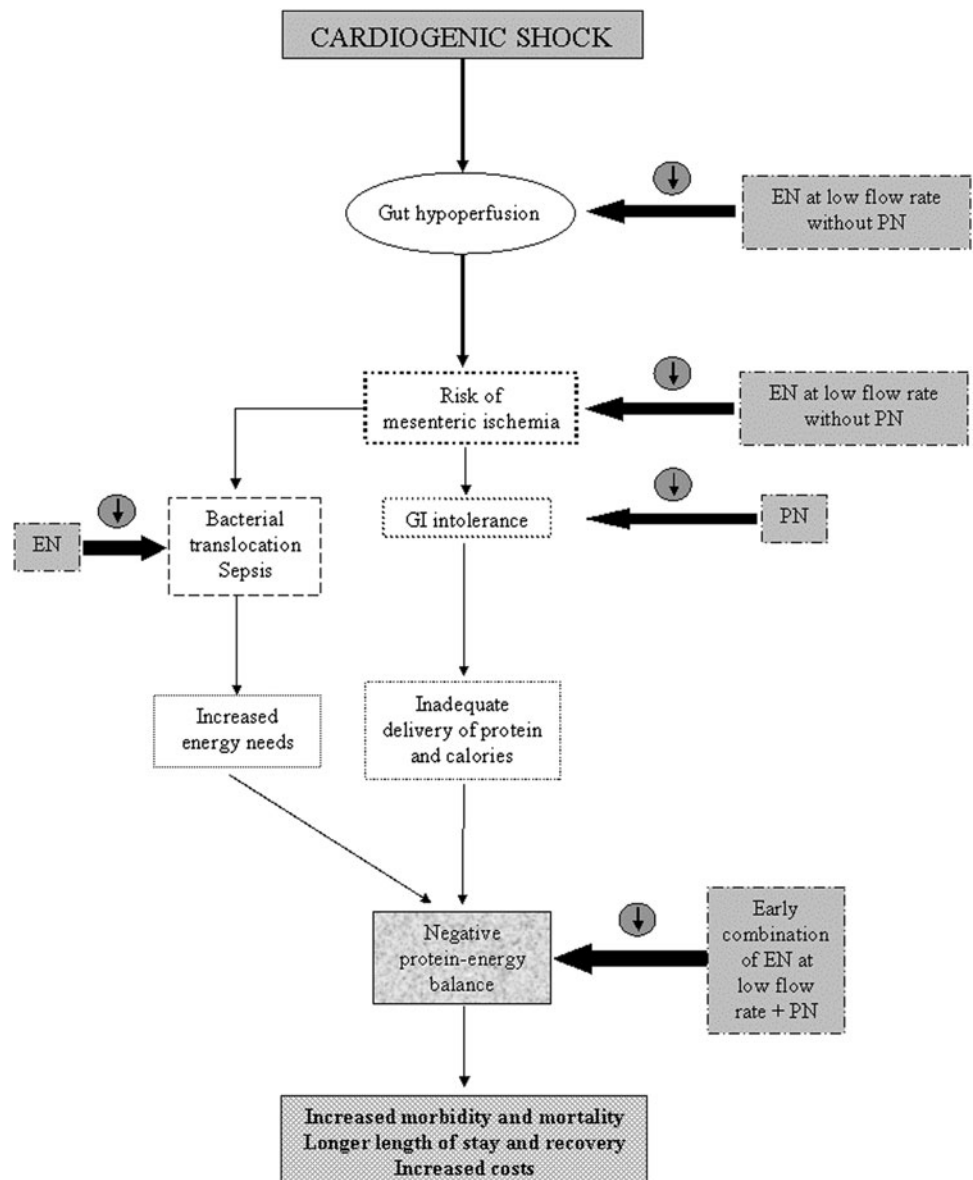 CARDIOGENIC SHOCK
Gut hypoperfusion
EN at low flow rate
without PN
Risk of
mesenteric ischemia
EN at low flow rate
without PN
EN
Bacterial
translocation
Sepsis
GI intolerance
PN
Increased
energy needs
Inadequate
delivery of protein
and calories
Negative
protein-energy
balance
Early
combination
of EN at
low flow
rate + PN
Increased morbidity and mortality
Longer length of stay and recovery
Increased costs